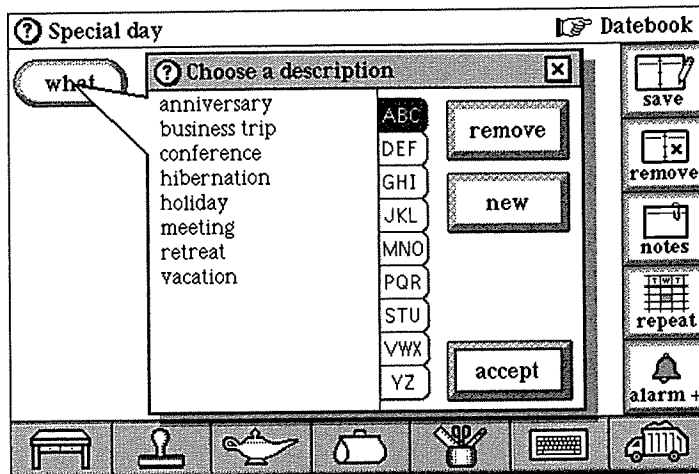 Special day
Datebook
what
Choose a description
anniversary
business trip
conference
hibernation
holiday
meeting
retreat
vacation
ABC
DEF
GHI
JKL
MNO
PQR
STU
VWX
YZ
remove
new
accept
save
remove
notes
T W T
repeat
alarm +